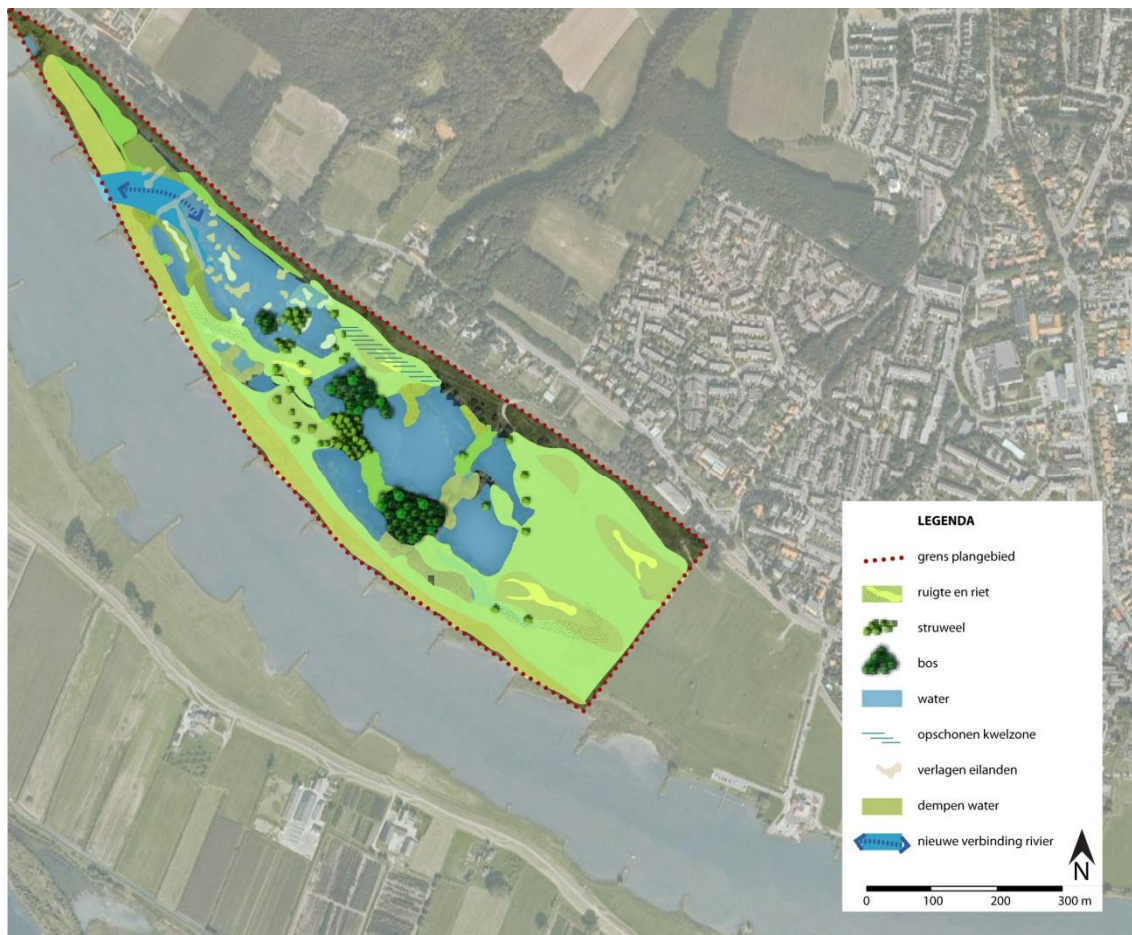 LEGENDA
grens plangebied
ruigte en riet
struweel
bos
water
opschonen kwelzone
verlagen eilanden
dempen water
nieuwe verbinding rivier
N
0 100 200 300 m